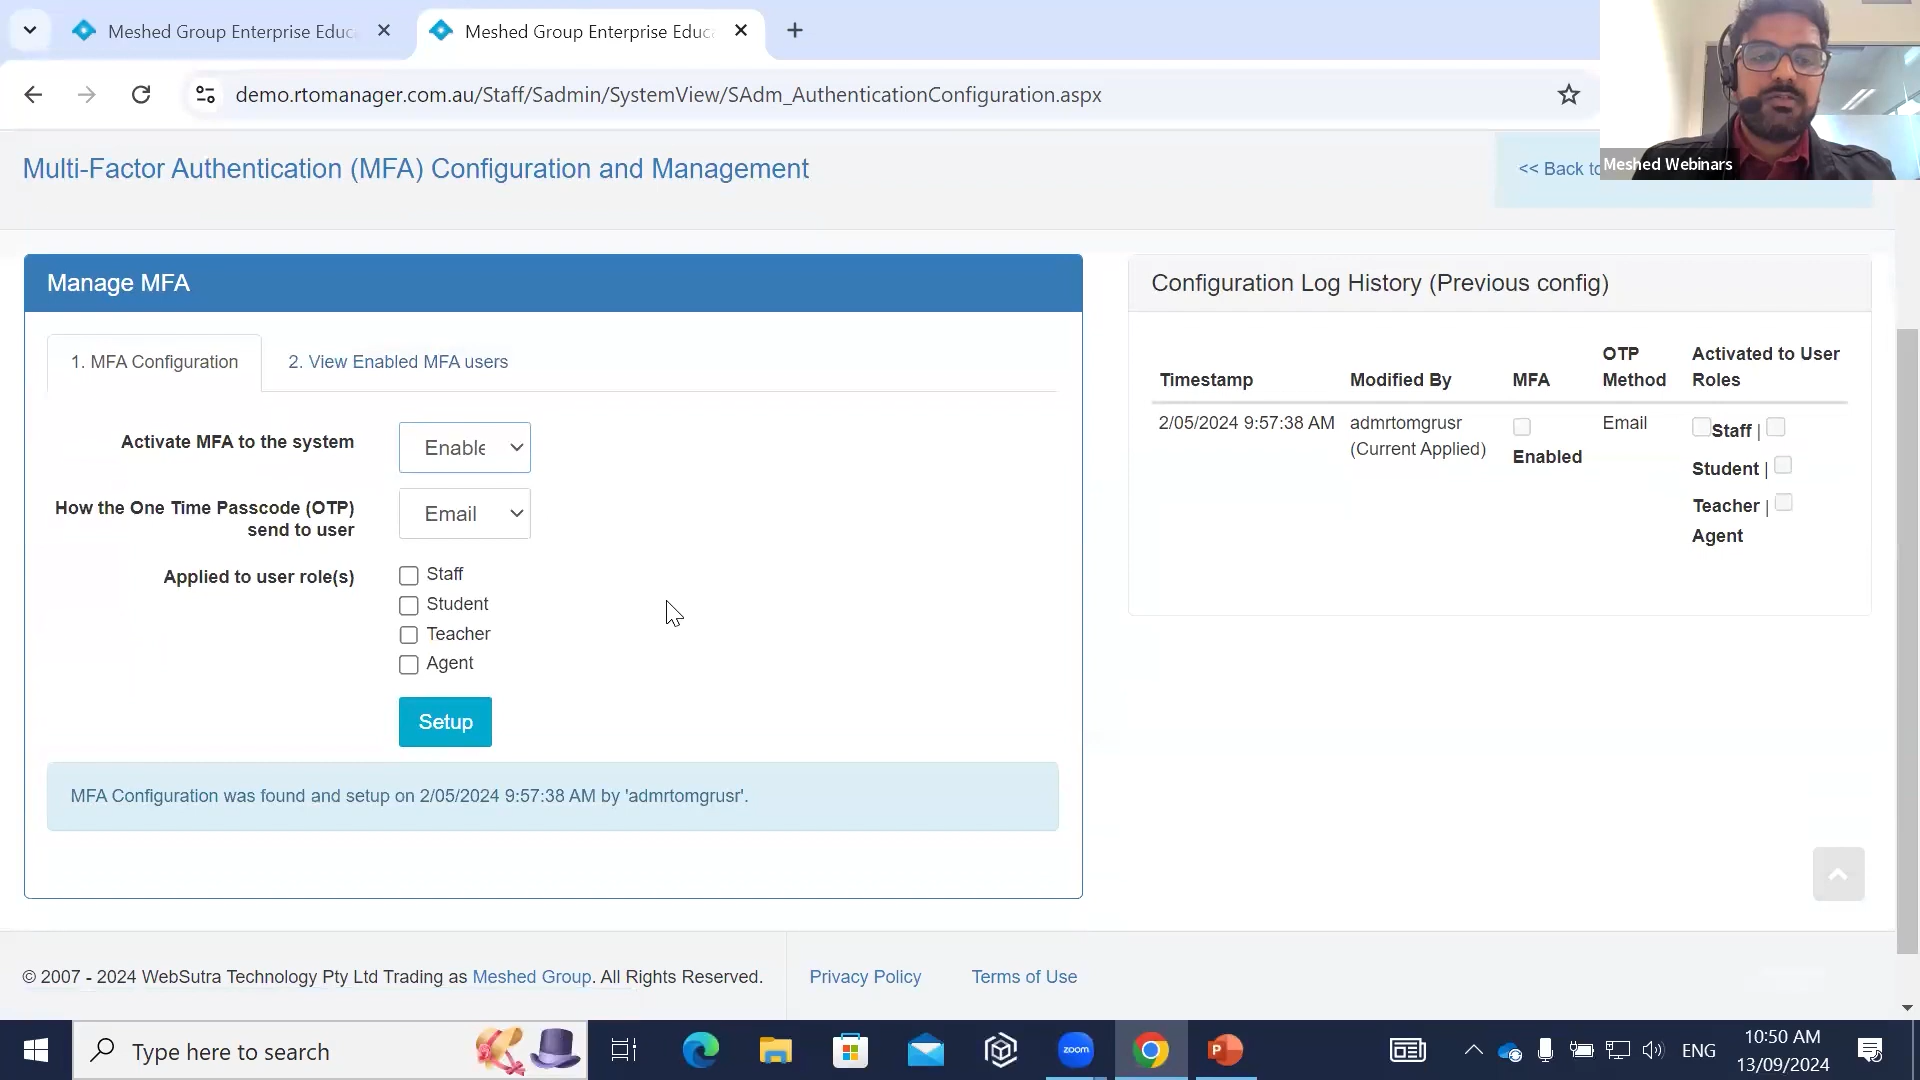 Meshed Group Enterprise Educ
Meshed Group Enterprise Educ
demo.rtomanager.com.au/Staff/Sadmin/SystemView/SAdm_AuthenticationConfiguration.aspx
Meshed Webinars
Multi-Factor Authentication (MFA) Configuration and Management
<< Back to
Manage MFA
1. MFA Configuration
2. View Enabled MFA users
Activate MFA to the system
Enable
How the One Time Passcode (OTP)
send to user
Email
Applied to user role(s)
Staff
Student
Teacher
Agent
Setup
MFA Configuration was found and setup on 2/05/2024 9:57:38 AM by 'admrtomgrusr'.
Configuration Log History (Previous config)
Timestamp
Modified By
MFA
OTP
Method
Activated to User
Roles
2/05/2024 9:57:38 AM
admrtomgrusr
(Current Applied)
Enabled
Email
Staff |
Student |
Teacher |
Agent
© 2007 - 2024 WebSutra Technology Pty Ltd Trading as Meshed Group. All Rights Reserved.
Privacy Policy
Terms of Use
Type here to search
zoom
P
ENG
10:50 AM
13/09/2024